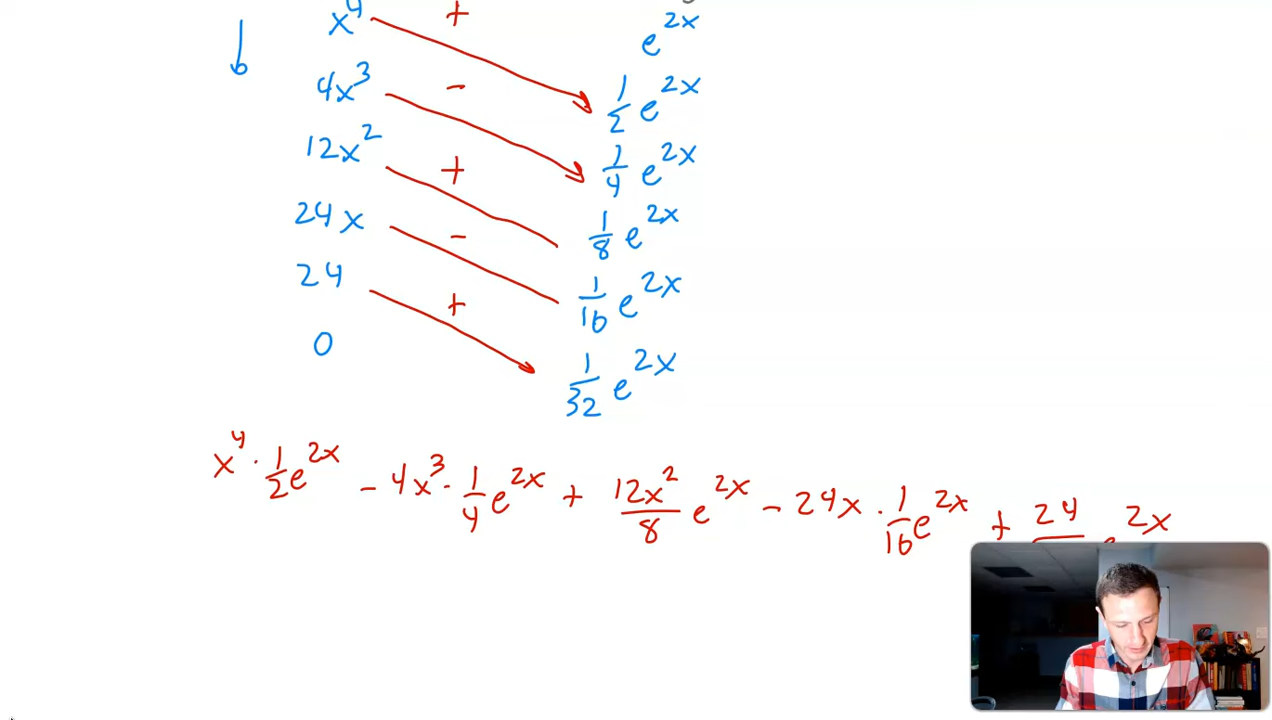 x⁴ + e^{2x}
4x³ - 1/2 e^{2x}
12x² + 1/4 e^{2x}
24x - 1/8 e^{2x}
24 + 1/16 e^{2x}
0 1/32 e^{2x}
x⁴ · 1/2 e^{2x} - 4x³ · 1/4 e^{2x} + 12x²/8 e^{2x} - 24x · 1/16 e^{2x} + 24 e^{2x}